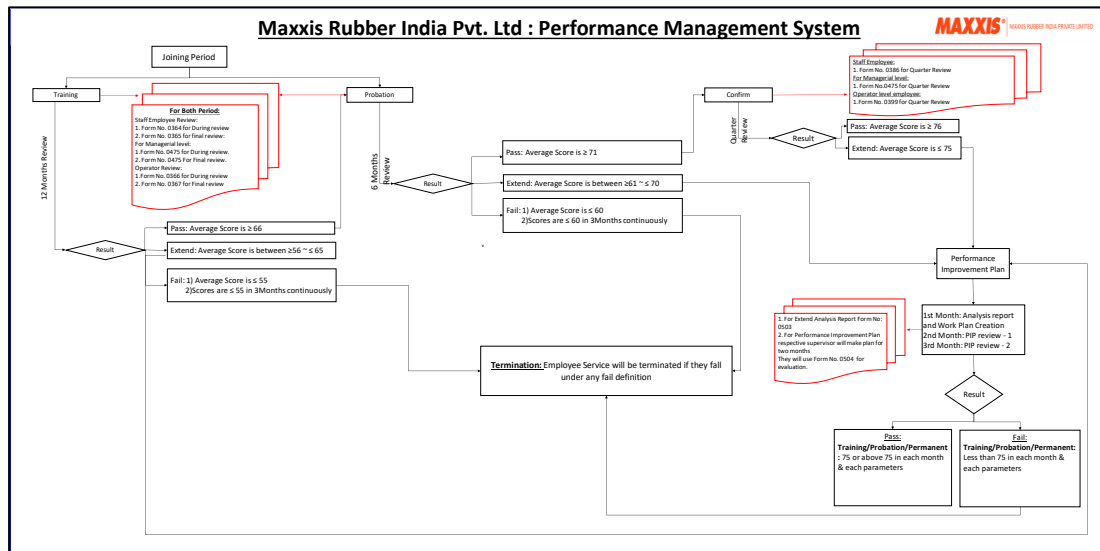 Maxxis Rubber India Pvt. Ltd : Performance Management System
MAXXIS® MAXXIS RUBBER INDIA PRIVATE LIMITED
Joining Period
Training
Probation
Confirm
For Both Period:
Staff Employee Review:
1. Form No. 0364 for During review
2. Form No. 0365 for final review:
For Managerial level:
1.Form No. 0475 for During review.
2. Form No. 0475 For Final review.
Operator Review:
1.Form No. 0366 for During review
2. Form No. 0367 for Final review
Staff Employee:
1. Form No. 0386 for Quarter Review
For Managerial level:
1. Form No.0475 for Quarter Review
Operator level employee:
1.Form No. 0399 for Quarter Review
12 Months Review
6 Months
Review
Quarter
Review
Result
Pass: Average Score is ≥ 76
Extend: Average Score is ≤ 75
Result
Pass: Average Score is ≥ 71
Extend: Average Score is between ≥61 ~ ≤ 70
Fail: 1) Average Score is ≤ 60
2)Scores are ≤ 60 in 3Months continuously
Result
Pass: Average Score is ≥ 66
Extend: Average Score is between ≥56 ~ ≤ 65
Fail: 1) Average Score is ≤ 55
2)Scores are ≤ 55 in 3Months continuously
Performance
Improvement Plan
1st Month: Analysis report
and Work Plan Creation
2nd Month: PIP review - 1
3rd Month: PIP review - 2
1. For Extend Analysis Report Form No:
0503
2. For Performance Improvement Plan
respective supervisor will make plan for
two months
They will use Form No. 0504 for
evaluation.
Termination: Employee Service will be terminated if they fall
under any fail definition
Result
Pass:
Training/Probation/Permanent
: 75 or above 75 in each month
& each parameters
Fail:
Training/Probation/Permanent:
Less than 75 in each month &
each parameters